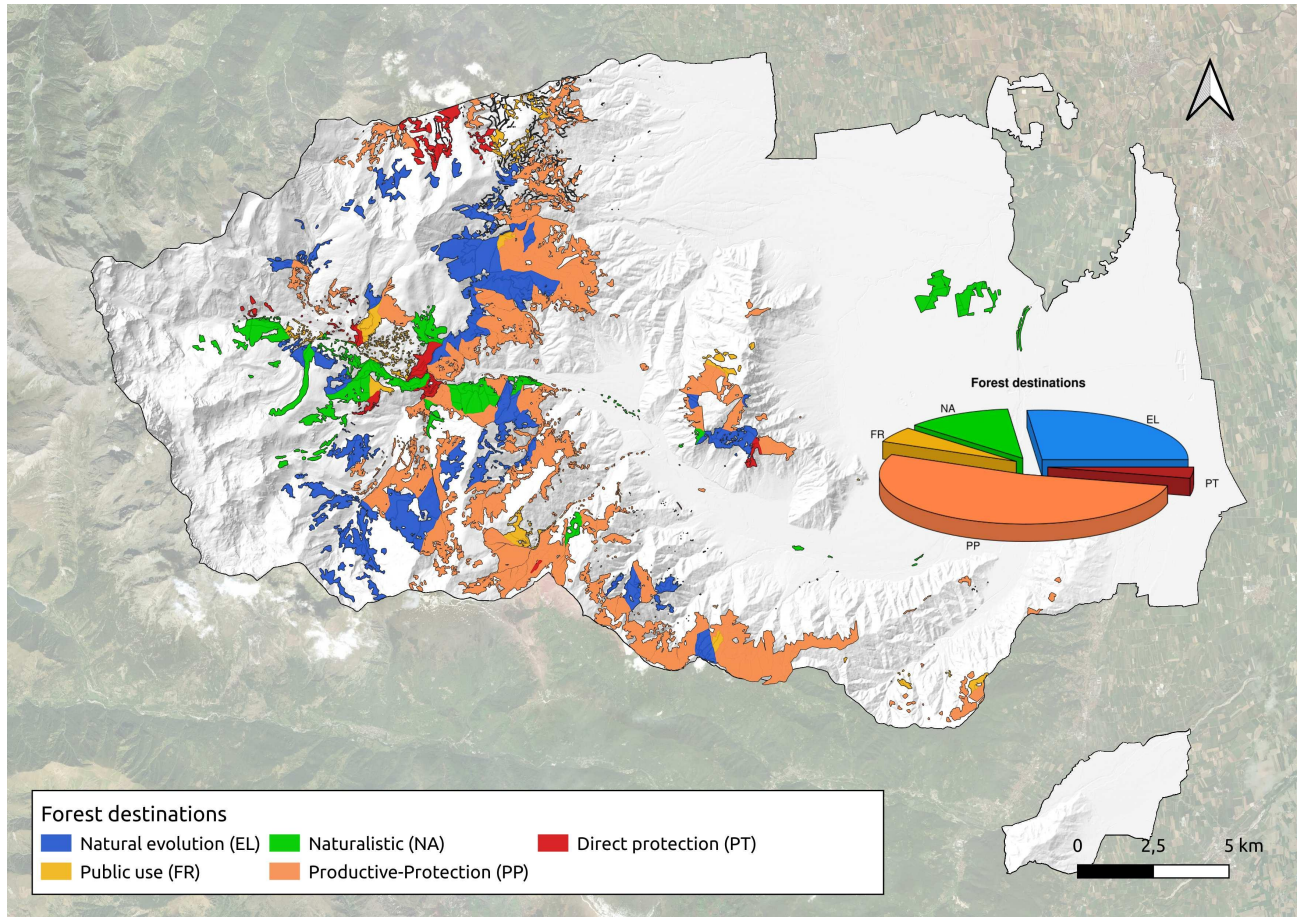 Forest destinations
NA
EL
FR
PT
PP
Forest destinations
Natural evolution (EL)
Naturalistic (NA)
Direct protection (PT)
Public use (FR)
Productive-Protection (PP)
0 2,5 5 km